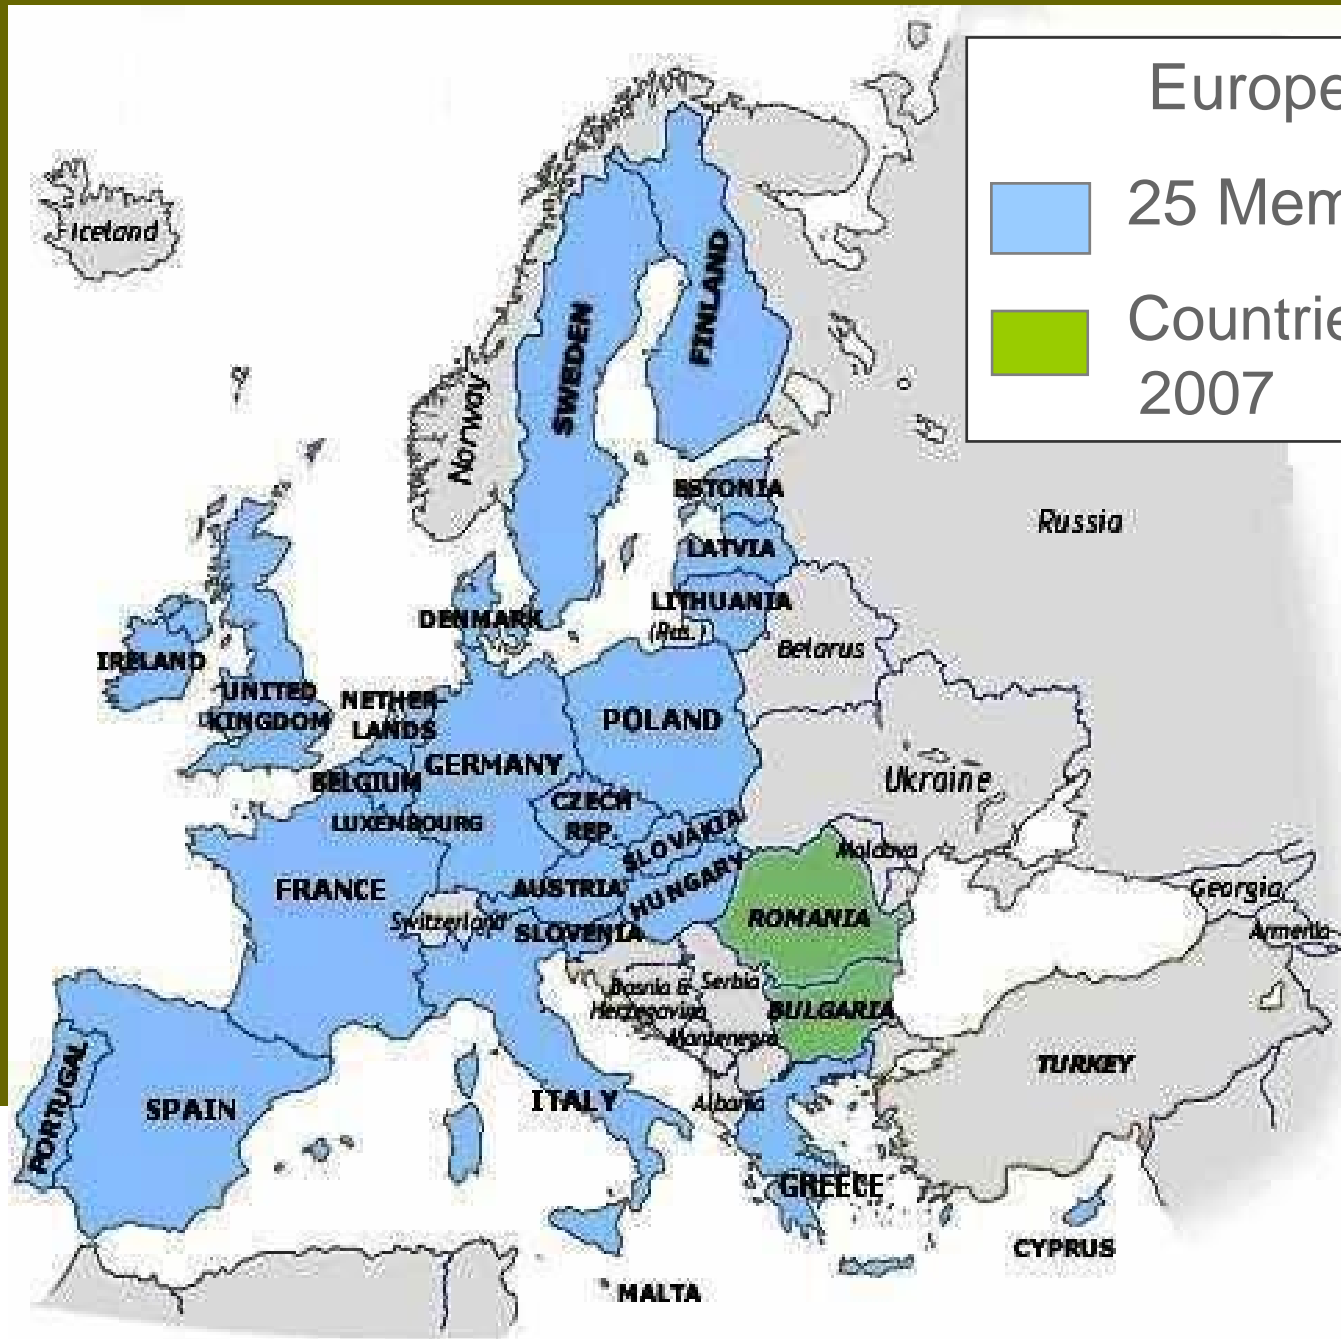 Europe
25 Mem
Countrie
2007
Iceland
FINLAND
SWEDEN
Norway
ESTONIA
Russia
LATVIA
LITHUANIA
(Rus.)
DENMARK
Belarus
IRELAND
UNITED
KINGDOM
NETHER-
LANDS
POLAND
GERMANY
BELGIUM
Ukraine
CZECH
REP.
LUXEMBOURG
SLOVAKIA
Moldova
FRANCE
AUSTRIA
HUNGARY
Georgia
Switzerland
ROMANIA
SLOVENIA
Armenia
Bosnia &
Herzegovina
Serbia
BULGARIA
Montenegro
TURKEY
PORTUGAL
SPAIN
ITALY
Albania
GREECE
CYPRUS
MALTA